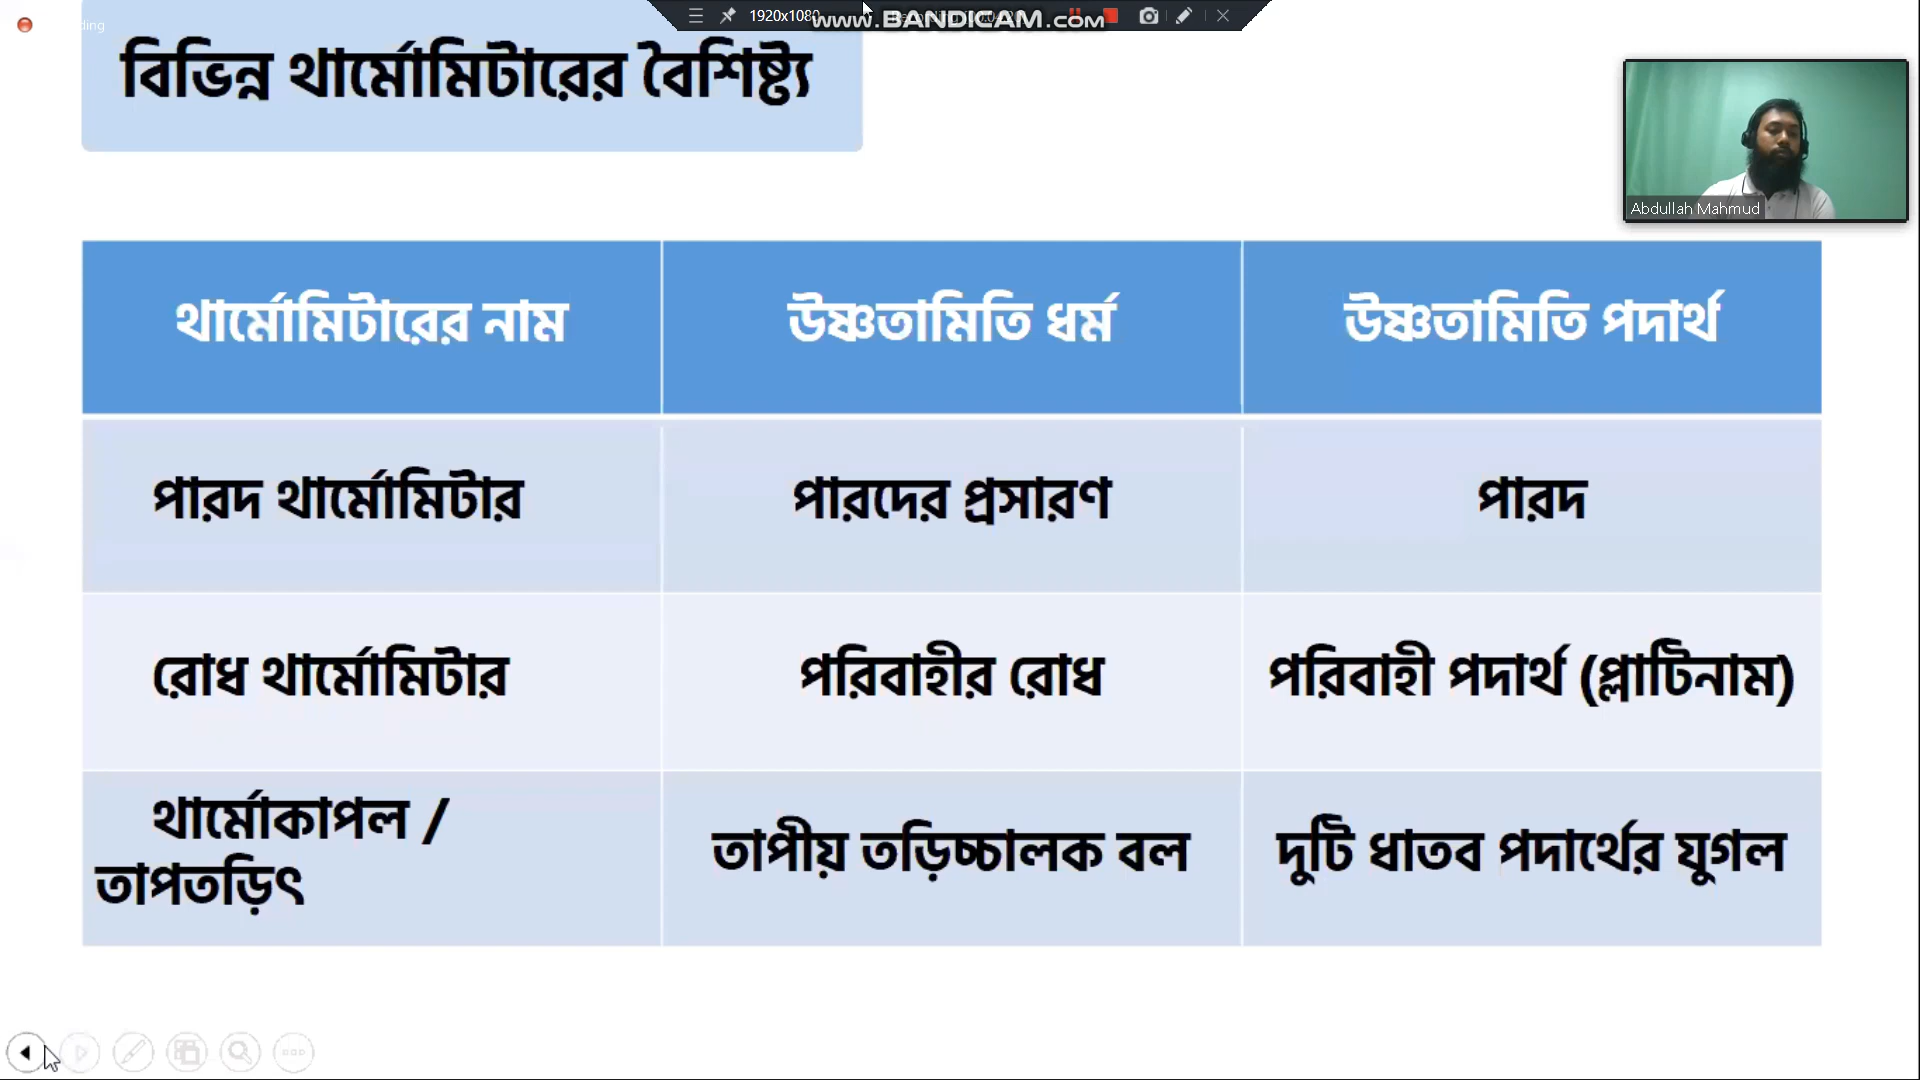 1920x1080
www.BANDICAM.com
বিভিন্ন থার্মোমিটারের বৈশিষ্ট্য
Abdullah Mahmud
থার্মোমিটারের নাম
উষ্ণতামিতি ধর্ম
উষ্ণতামিতি পদার্থ
পারদ থার্মোমিটার
পারদের প্রসারণ
পারদ
রোধ থার্মোমিটার
পরিবাহীর রোধ
পরিবাহী পদার্থ (প্লাটিনাম)
থার্মোকাপল /
তাপতড়িৎ
তাপীয় তড়িচ্চালক বল
দুটি ধাতব পদার্থের যুগল